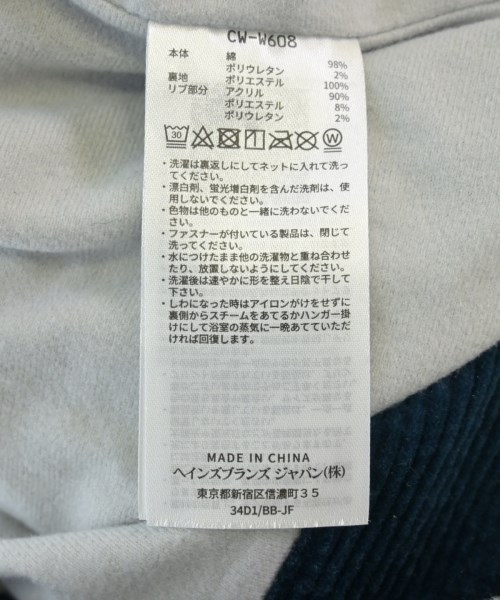 CW-W608
本体 綿 98%
ポリウレタン 2%
裏地 ポリエステル 100%
リブ部分 アクリル 90%
ポリエステル 8%
ポリウレタン 2%
30 W
・洗濯は裏返しにしてネットに入れて洗っ
てください。
・漂白剤、蛍光増白剤を含んだ洗剤は、使
用しないでください。
・色物は他のものと一緒に洗わないでくだ
さい。
・ファスナーが付いている製品は、閉じて
洗ってください。
・水につけたまま他の洗濯物と重ね合わせ
たり、放置しないようにしてください。
・洗濯後は速やかに形を整え日陰で干して
下さい。
・しわになった時はアイロンがけをせずに
裏側からスチームをあてるかハンガー掛
けにして浴室の蒸気に一晩あてていただ
ければ回復します。
MADE IN CHINA
ヘインズブランズ ジャパン(株)
東京都新宿区信濃町35
34D1/BB-JF